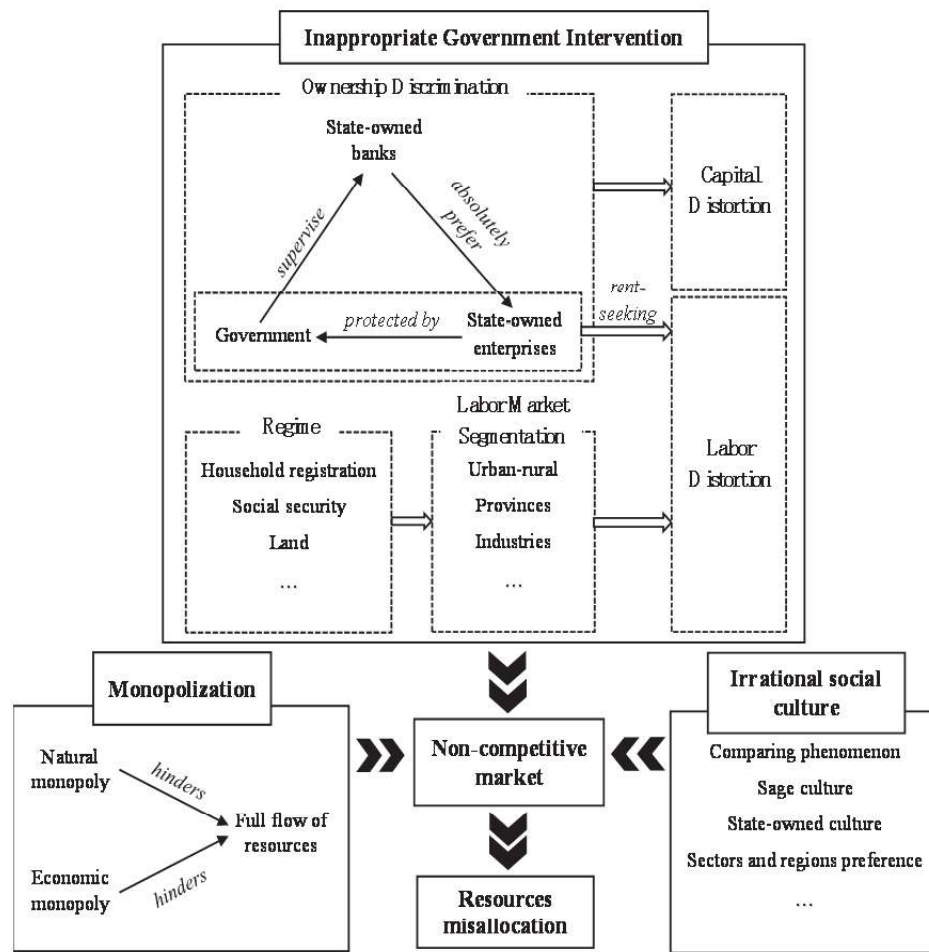 Inappropriate Government Intervention
Ownership Discrimination
State-owned
banks
supervise
absolutely
prefer
Government
protected by
State-owned
enterprises
rent-
seeking
Capital
Distortion
Regime
Household registration
Social security
Land
...
Labor Market
Segmentation
Urban-rural
Provinces
Industries
...
Labor
Distortion
Monopolization
Natural
monopoly
hinders
Full flow of
resources
Economic
monopoly
hinders
Non-competitive
market
Resources
misallocation
Irrational social
culture
Comparing phenomenon
Sage culture
State-owned culture
Sectors and regions preference
...